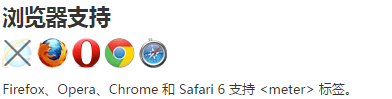 浏览器支持
Firefox、Opera、Chrome 和 Safari 6 支持 <meter> 标签。